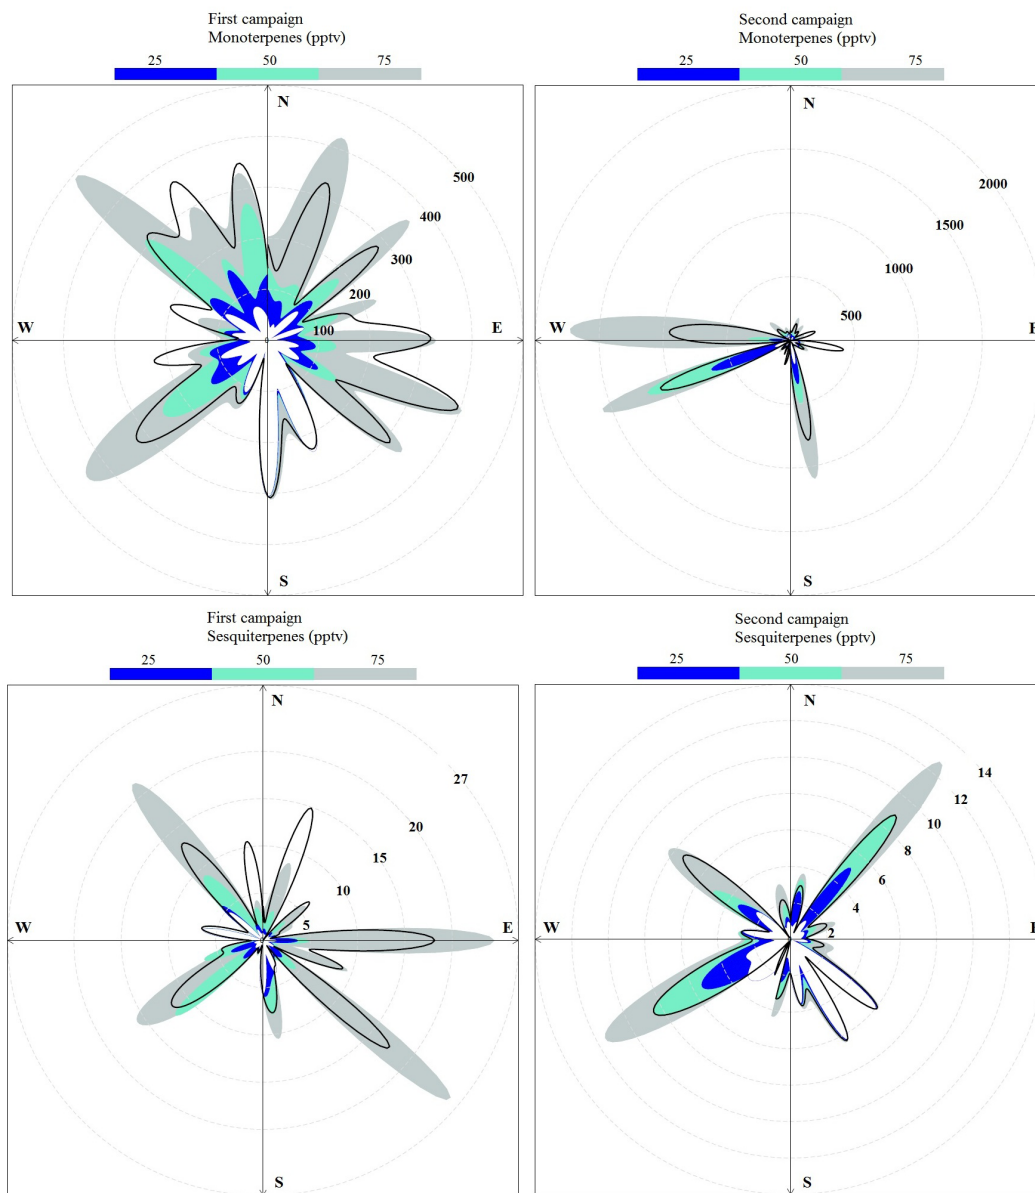 First campaign
Monoterpenes (pptv)
25 50 75
N
500
400
300
200
100
0
W E
S
Second campaign
Monoterpenes (pptv)
25 50 75
N
2000
1500
1000
500
W E
S
First campaign
Sesquiterpenes (pptv)
25 50 75
N
27
20
15
10
5
W E
S
Second campaign
Sesquiterpenes (pptv)
25 50 75
N
14
12
10
8
6
4
2
W E
S